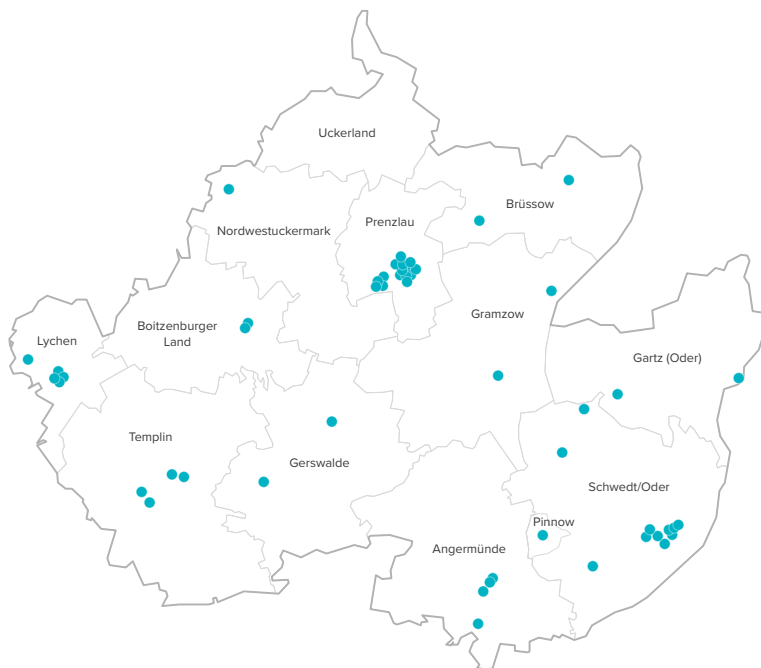 Uckerland
Brüssow
Prenzlau
Nordwestuckermark
Gramzow
Boitzenburger
Land
Lychen
Gartz (Oder)
Templin
Gerswalde
Schwedt/Oder
Pinnow
Angermünde